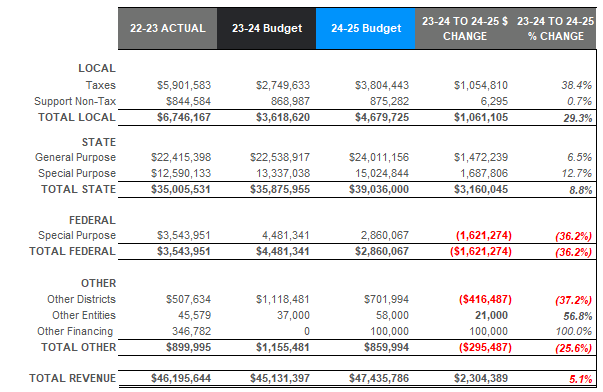 22-23 ACTUAL 23-24 Budget 24-25 Budget 23-24 TO 24-25 $ CHANGE 23-24 TO 24-25 % CHANGE
LOCAL
Taxes $5,901,583 $2,749,633 $3,804,443 $1,054,810 38.4%
Support Non-Tax $844,584 868,987 875,282 6,295 0.7%
TOTAL LOCAL $6,746,167 $3,618,620 $4,679,725 $1,061,105 29.3%
STATE
General Purpose $22,415,398 $22,538,917 $24,011,156 $1,472,239 6.5%
Special Purpose $12,590,133 13,337,038 15,024,844 1,687,806 12.7%
TOTAL STATE $35,005,531 $35,875,955 $39,036,000 $3,160,045 8.8%
FEDERAL
Special Purpose $3,543,951 4,481,341 2,860,067 (1,621,274) (36.2%)
TOTAL FEDERAL $3,543,951 $4,481,341 $2,860,067 ($1,621,274) (36.2%)
OTHER
Other Districts $507,634 $1,118,481 $701,994 ($416,487) (37.2%)
Other Entities 45,579 37,000 58,000 21,000 56.8%
Other Financing 346,782 0 100,000 100,000 100.0%
TOTAL OTHER $899,995 $1,155,481 $859,994 ($295,487) (25.6%)
TOTAL REVENUE $46,195,644 $45,131,397 $47,435,786 $2,304,389 5.1%